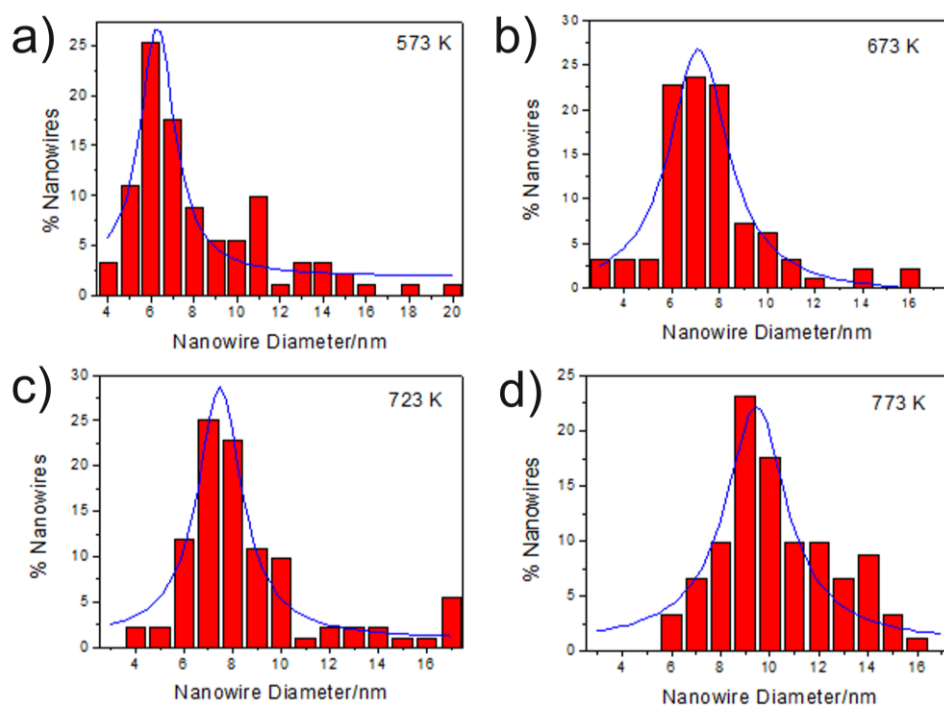 a)
573 K
25
20
15
10
5
0
% Nanowires
4 6 8 10 12 14 16 18 20
Nanowire Diameter/nm
b)
673 K
30
25
20
15
10
5
0
% Nanowires
4 6 8 10 12 14 16
Nanowire Diameter/nm
c)
723 K
30
25
20
15
10
5
0
% Nanowires
4 6 8 10 12 14 16
Nanowire Diameter/nm
d)
773 K
25
20
15
10
5
0
% Nanowires
4 6 8 10 12 14 16
Nanowire Diameter/nm